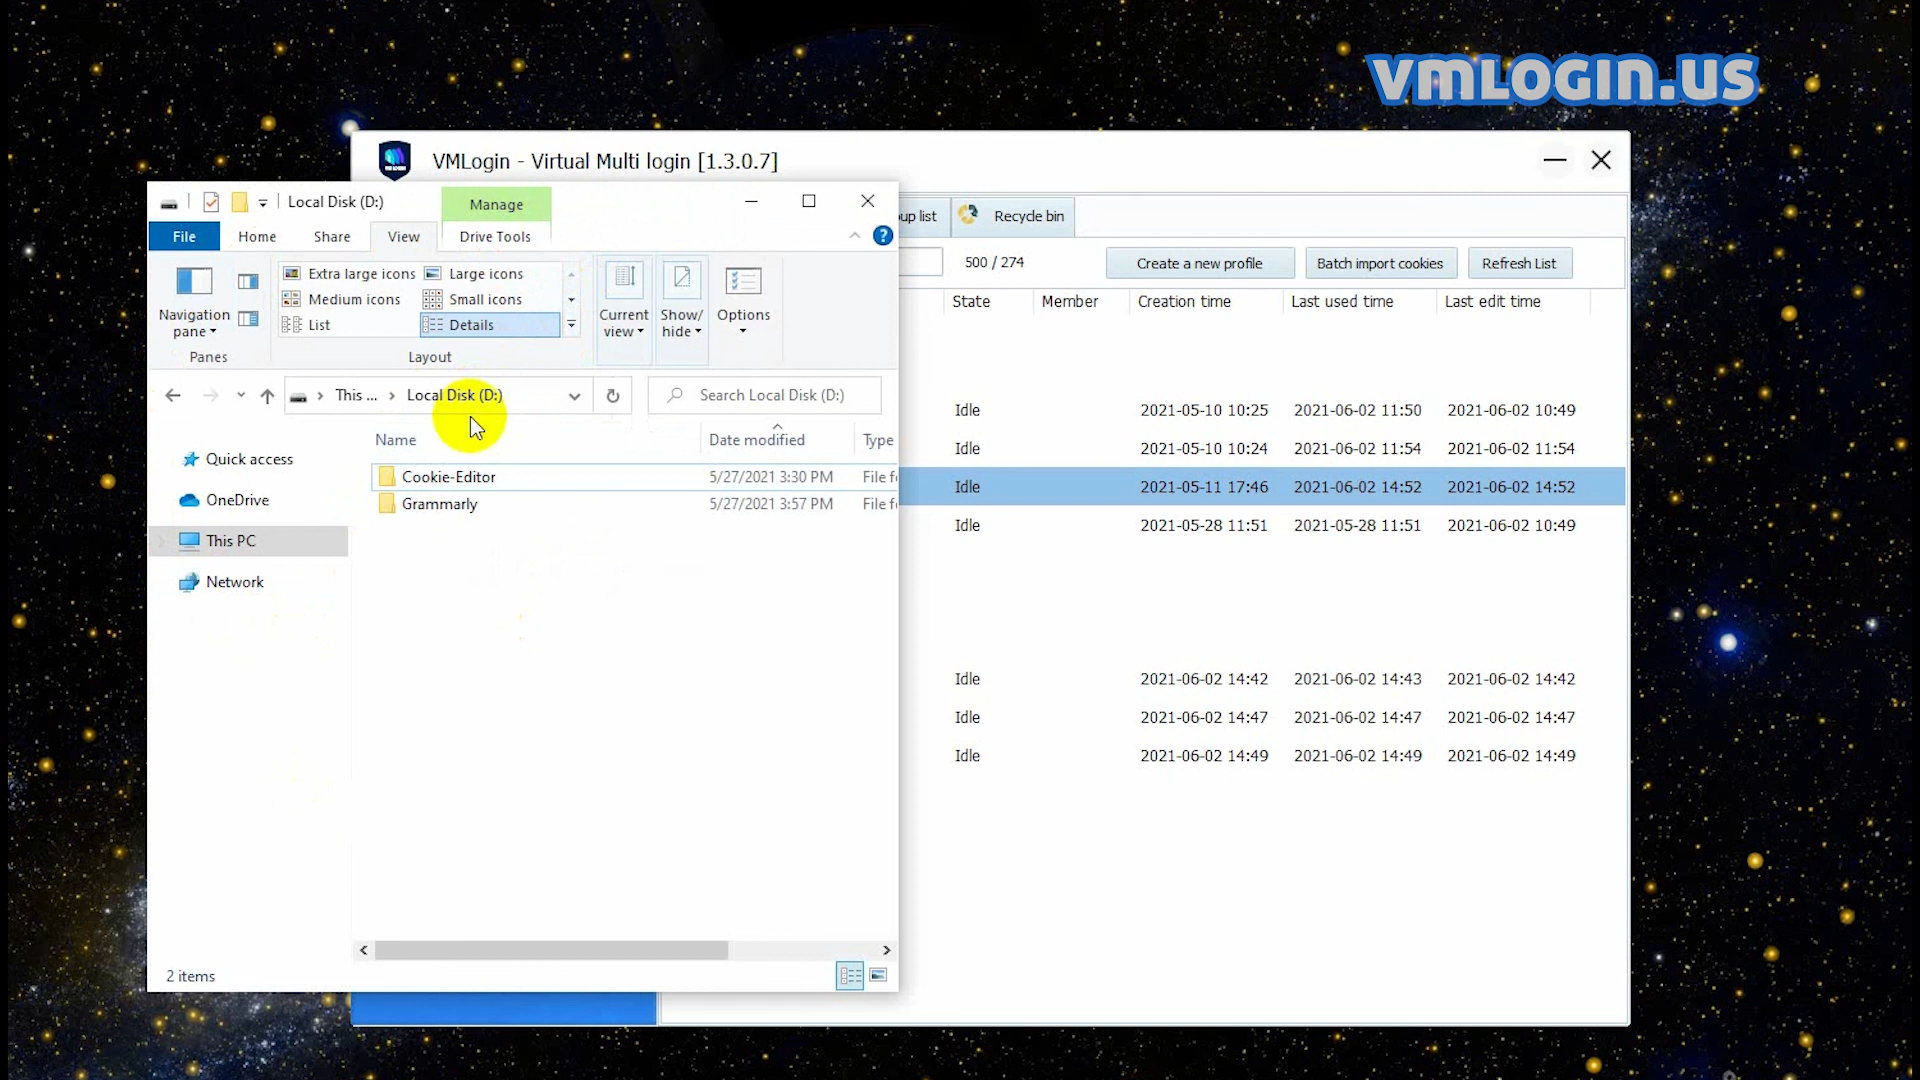 VMLOGIN.US
VMLogin - Virtual Multi login [1.3.0.7]
Local Disk (D:)
Manage
File
Home
Share
View
Drive Tools
Recycle bin
Extra large icons
Large icons
Medium icons
Small icons
List
Details
Navigation
pane
Current
view
Show/
hide
Options
Panes
Layout
500 / 274
Create a new profile
Batch import cookies
Refresh List
State
Member
Creation time
Last used time
Last edit time
This ...
Local Disk (D:)
Search Local Disk (D:)
Name
Date modified
Type
Quick access
OneDrive
This PC
Network
Cookie-Editor
5/27/2021 3:30 PM
File
Grammarly
5/27/2021 3:57 PM
File
2 items
Idle 2021-05-10 10:25 2021-06-02 11:50 2021-06-02 10:49
Idle 2021-05-10 10:24 2021-06-02 11:54 2021-06-02 11:54
Idle 2021-05-11 17:46 2021-06-02 14:52 2021-06-02 14:52
Idle 2021-05-28 11:51 2021-05-28 11:51 2021-06-02 10:49
Idle 2021-06-02 14:42 2021-06-02 14:43 2021-06-02 14:42
Idle 2021-06-02 14:47 2021-06-02 14:47 2021-06-02 14:47
Idle 2021-06-02 14:49 2021-06-02 14:49 2021-06-02 14:49